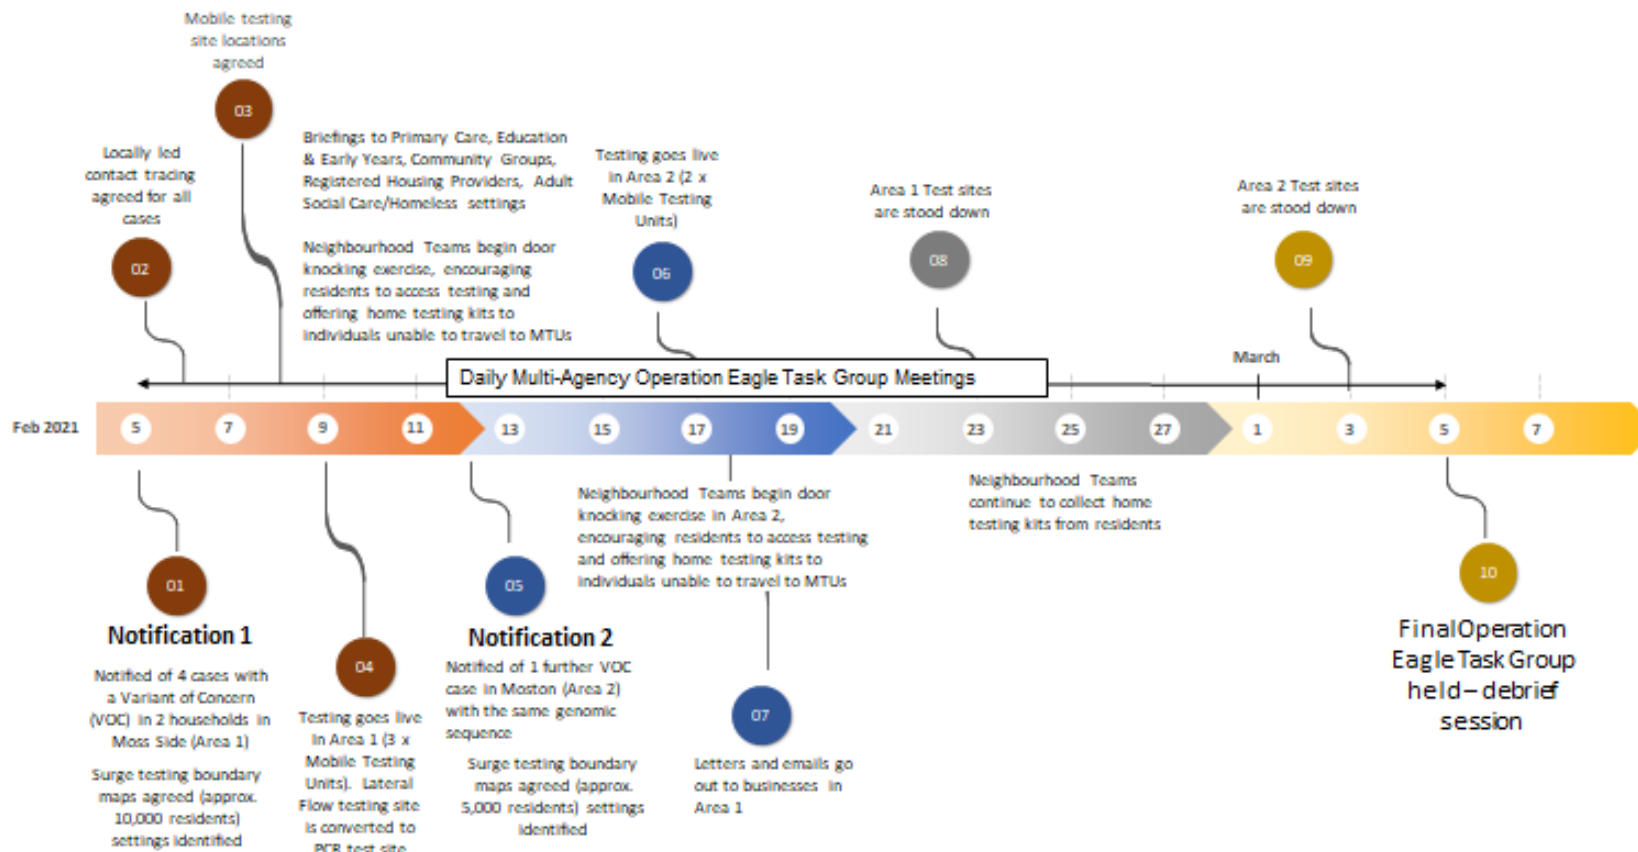 Mobile testing
site locations
agreed
03
Locally led
contact tracing
agreed for all
cases
02
Briefings to Primary Care, Education
& Early Years, Community Groups,
Registered Housing Providers, Adult
Social Care/Homeless settings
Neighbourhood Teams begin door
knocking exercise, encouraging
residents to access testing and
offering home testing kits to
individuals unable to travel to MTUs
Testing goes live
in Area 2 (2 x
Mobile Testing
Units)
06
Area 1 Test sites
are stood down
08
Area 2 Test sites
are stood down
09
March
Daily Multi-Agency Operation Eagle Task Group Meetings
Feb 2021
5
7
9
11
13
15
17
19
21
23
25
27
1
3
5
7
01
Notification 1
Notified of 4 cases with
a Variant of Concern
(VOC) in 2 households in
Moss Side (Area 1)
Surge testing boundary
maps agreed (approx.
10,000 residents)
settings identified
04
Testing goes live
in Area 1 (3 x
Mobile Testing
Units). Lateral
Flow testing site
is converted to
PCR test site
05
Notification 2
Notified of 1 further VOC
case in Moston (Area 2)
with the same genomic
sequence
Surge testing boundary
maps agreed (approx.
5,000 residents) settings
identified
Neighbourhood Teams begin door
knocking exercise in Area 2,
encouraging residents to access testing
and offering home testing kits to
individuals unable to travel to MTUs
07
Letters and emails go
out to businesses in
Area 1
Neighbourhood Teams
continue to collect home
testing kits from residents
10
Final Operation
Eagle Task Group
held – debrief
session